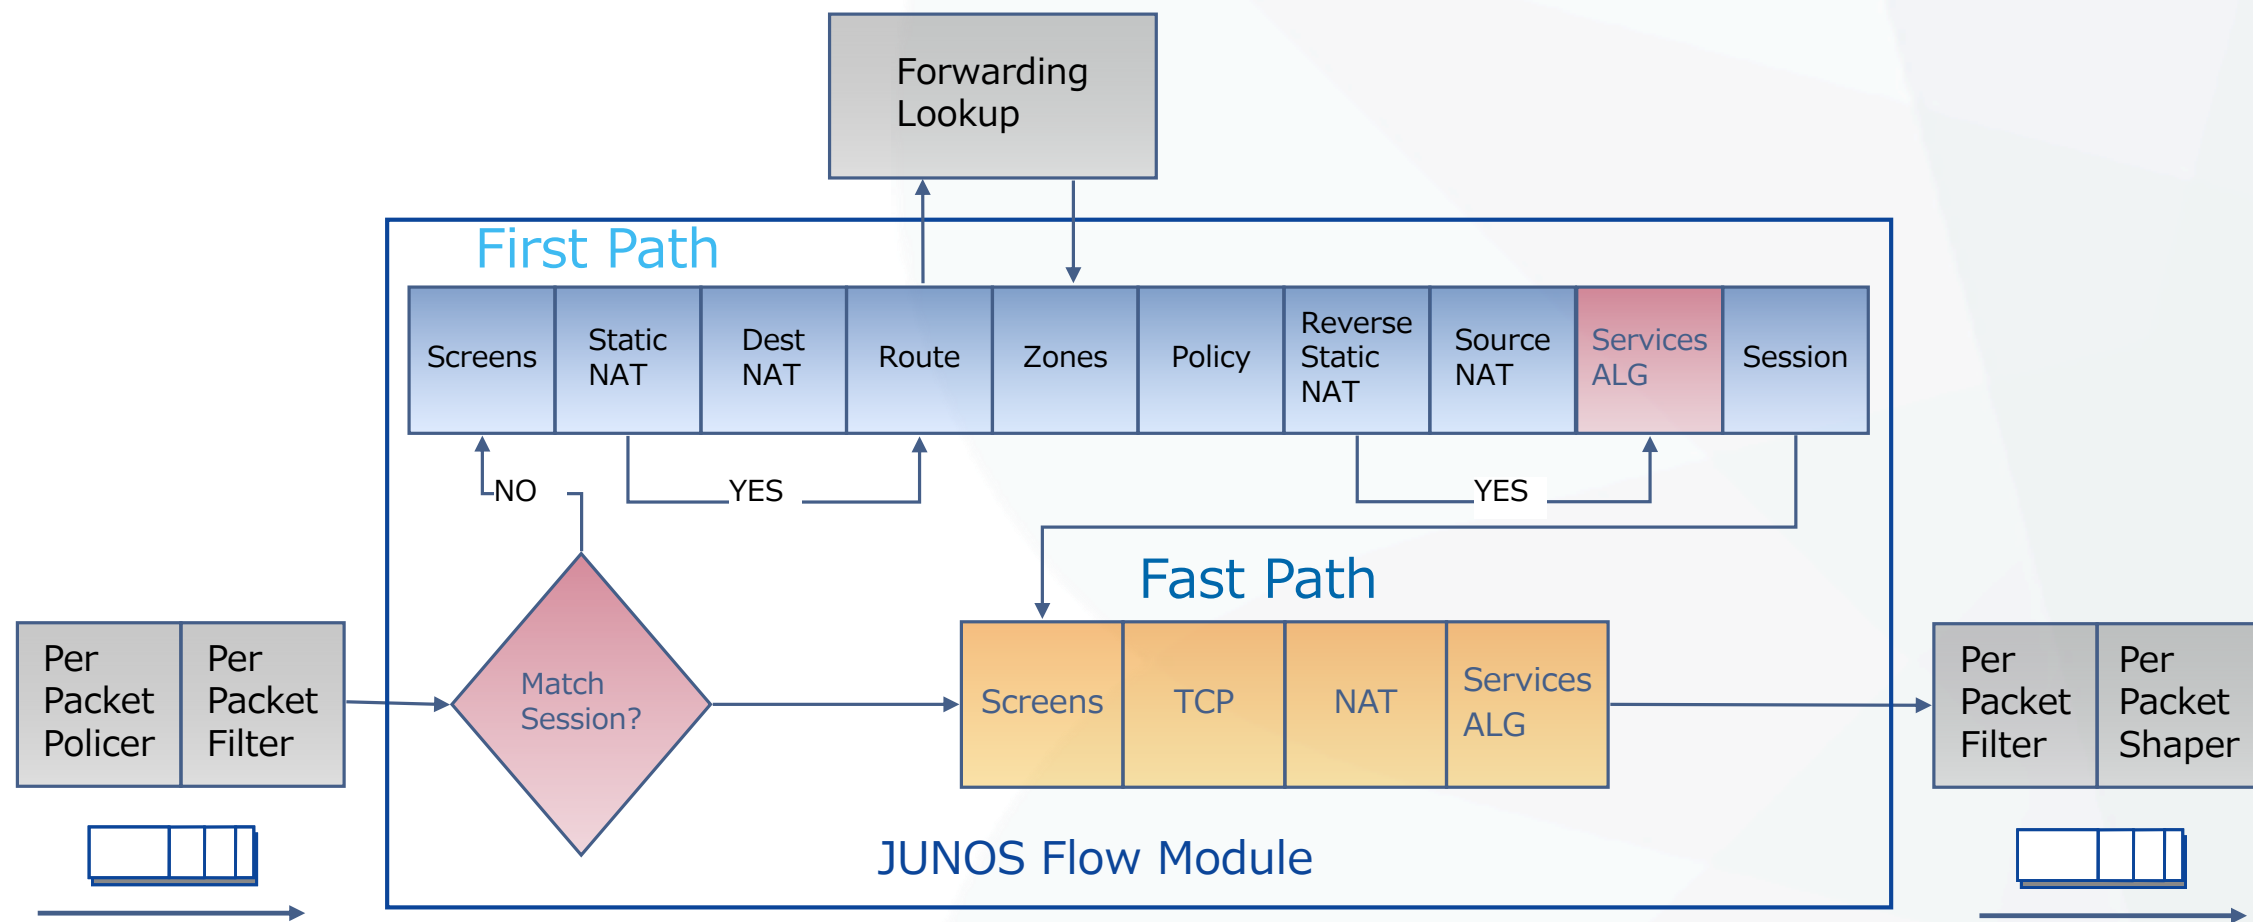 Forwarding
Lookup
First Path
Screens
Static
NAT
Dest
NAT
Route
Zones
Policy
Reverse
Static
NAT
Source
NAT
Services
ALG
Session
NO
YES
YES
Fast Path
Per
Packet
Policer
Per
Packet
Filter
Match
Session?
Screens
TCP
NAT
Services
ALG
Per
Packet
Filter
Per
Packet
Shaper
JUNOS Flow Module